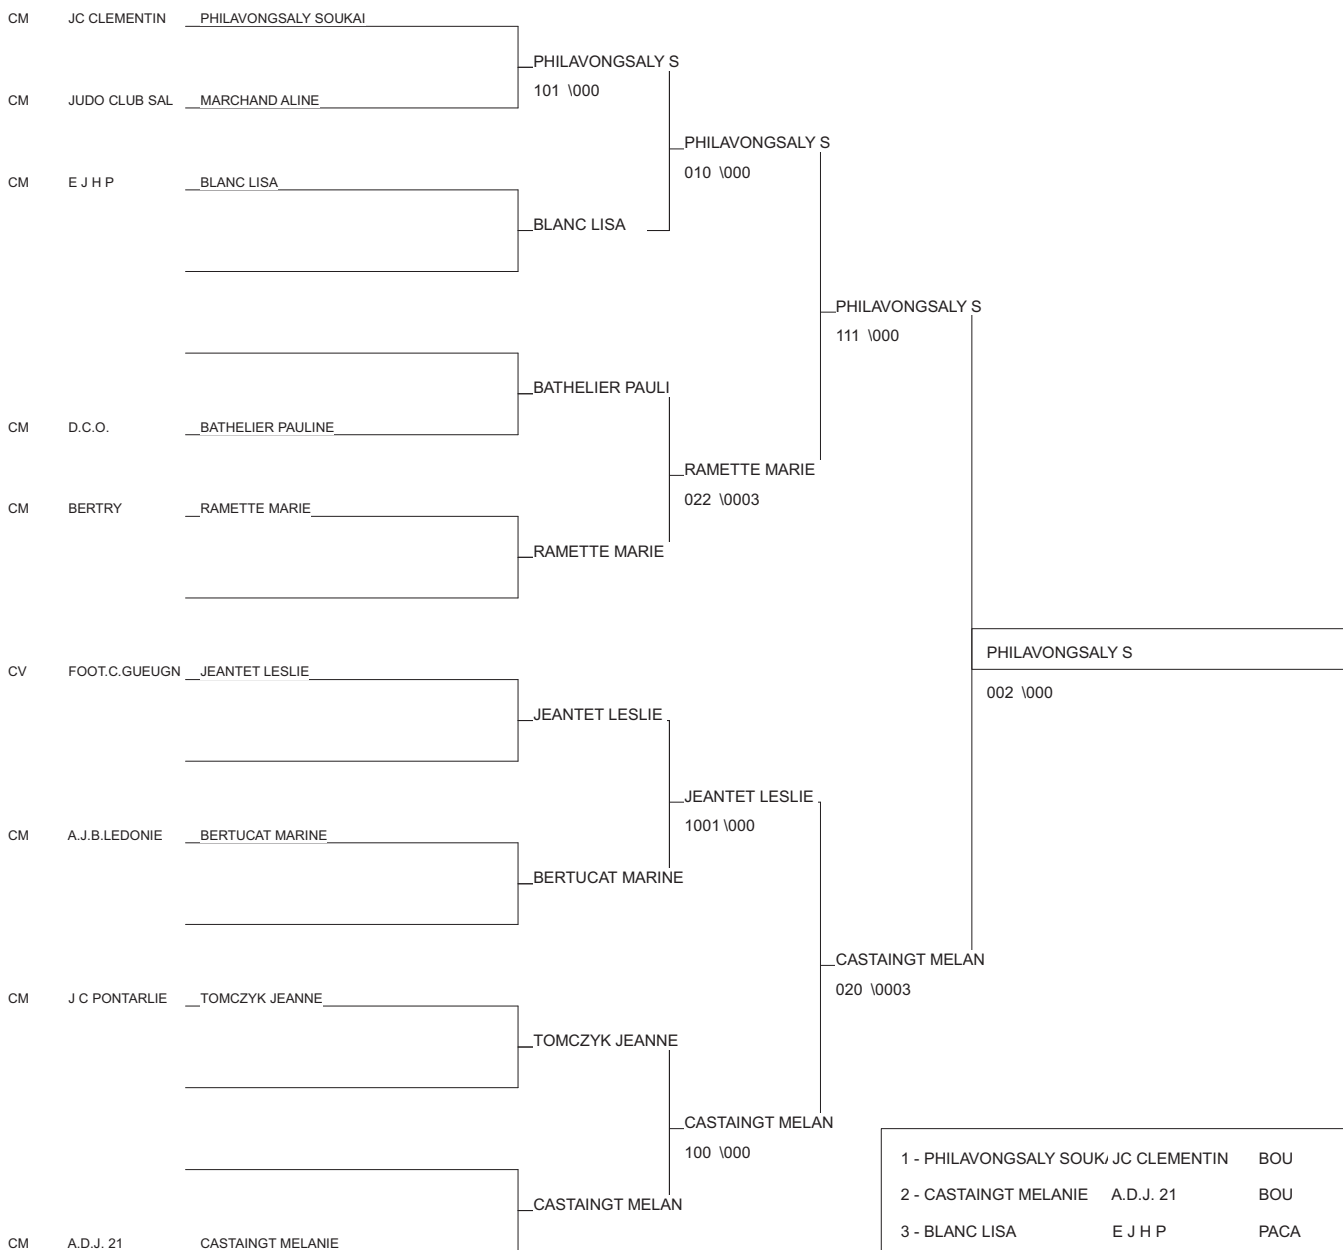 CM JC CLEMENTIN PHILAVONGSALY SOUKAI
PHILAVONGSALY S
101 \000
CM JUDO CLUB SAL MARCHAND ALINE
PHILAVONGSALY S
010 \000
CM E J H P BLANC LISA
BLANC LISA
PHILAVONGSALY S
111 \000
BATHELIER PAULI
CM D.C.O. BATHELIER PAULINE
RAMETTE MARIE
022 \0003
CM BERTRY RAMETTE MARIE
RAMETTE MARIE
PHILAVONGSALY S
002 \000
CV FOOT.C.GUEUGN JEANTET LESLIE
JEANTET LESLIE
JEANTET LESLIE
1001 \000
CM A.J.B.LEDONIE BERTUCAT MARINE
BERTUCAT MARINE
CASTAINGT MELAN
020 \0003
CM J C PONTARLIE TOMCZYK JEANNE
TOMCZYK JEANNE
CASTAINGT MELAN
100 \000
CASTAINGT MELAN
CM A.D.J. 21 CASTAINGT MELANIE
1 - PHILAVONGSALY SOUK JC CLEMENTIN BOU
2 - CASTAINGT MELANIE A.D.J. 21 BOU
3 - BLANC LISA E J H P PACA